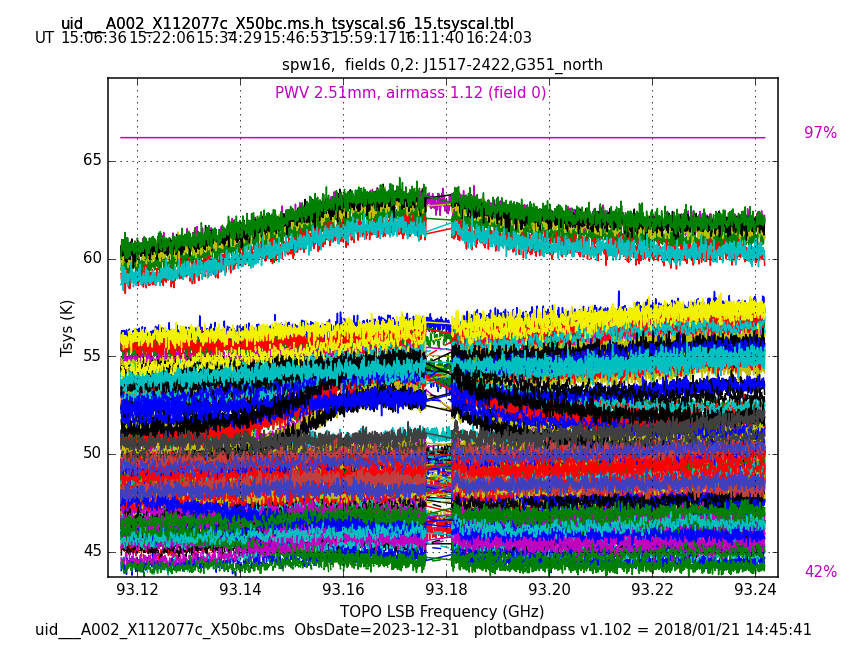 uid___A002_X112077c_X50bc.ms.h_tsyscal.s6_15.tsyscal.tbl
UT 15:06:36 15:22:06 15:34:29 15:46:53 15:59:17 16:11:40 16:24:03
spw16,  fields 0,2: J1517-2422,G351_north
PWV 2.51mm, airmass 1.12 (field 0)
97%
65
60
Tsys (K)
55
50
45
42%
93.12 93.14 93.16 93.18 93.20 93.22 93.24
TOPO LSB Frequency (GHz)
uid___A002_X112077c_X50bc.ms  ObsDate=2023-12-31   plotbandpass v1.102 = 2018/01/21 14:45:41